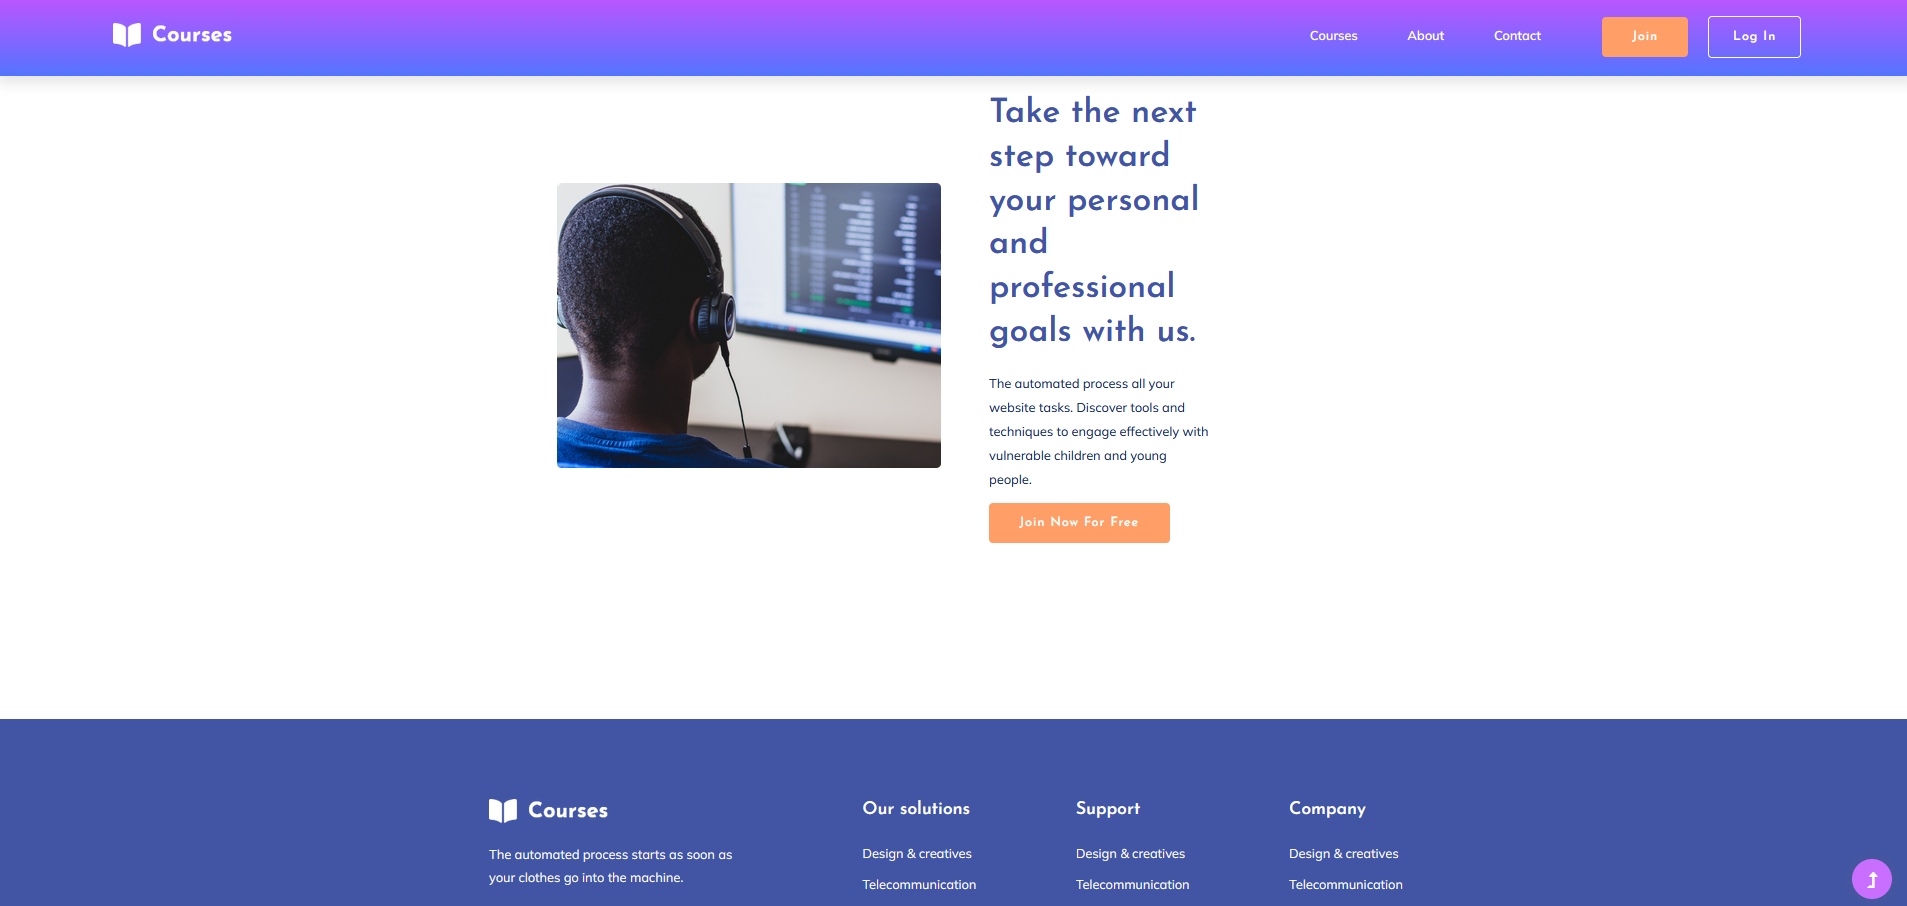 Courses
Courses
About
Contact
Join
Log In
Take the next
step toward
your personal
and
professional
goals with us.
The automated process all your
website tasks. Discover tools and
techniques to engage effectively with
vulnerable children and young
people.
Join Now For Free
Courses
The automated process starts as soon as
your clothes go into the machine.
Our solutions
Design & creatives
Telecommunication
Support
Design & creatives
Telecommunication
Company
Design & creatives
Telecommunication